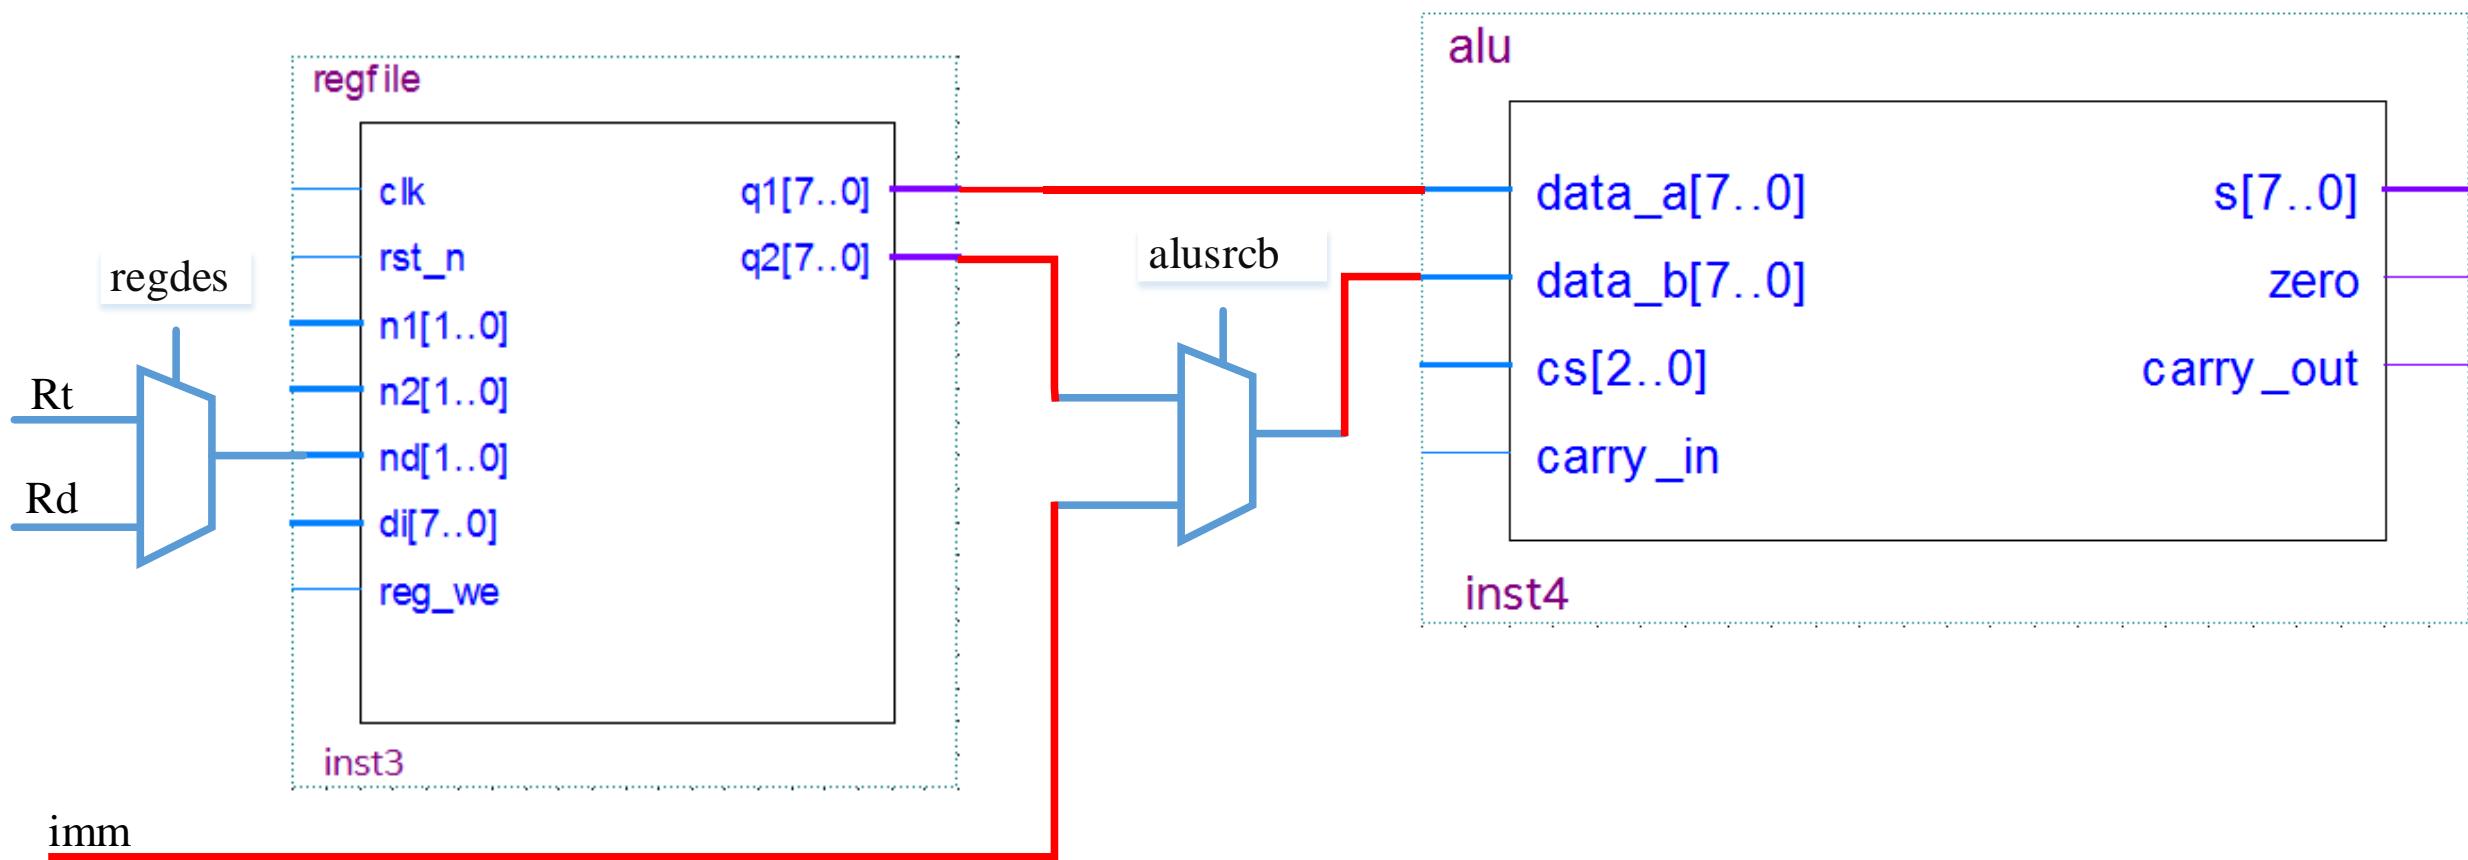 alu
regfile
clk
q1[7..0]
data_a[7..0]
s[7..0]
rst_n
q2[7..0]
alusrcb
regdes
data_b[7..0]
zero
n1[1..0]
cs[2..0]
carry_out
n2[1..0]
Rt
nd[1..0]
carry_in
Rd
di[7..0]
reg_we
inst4
inst3
imm